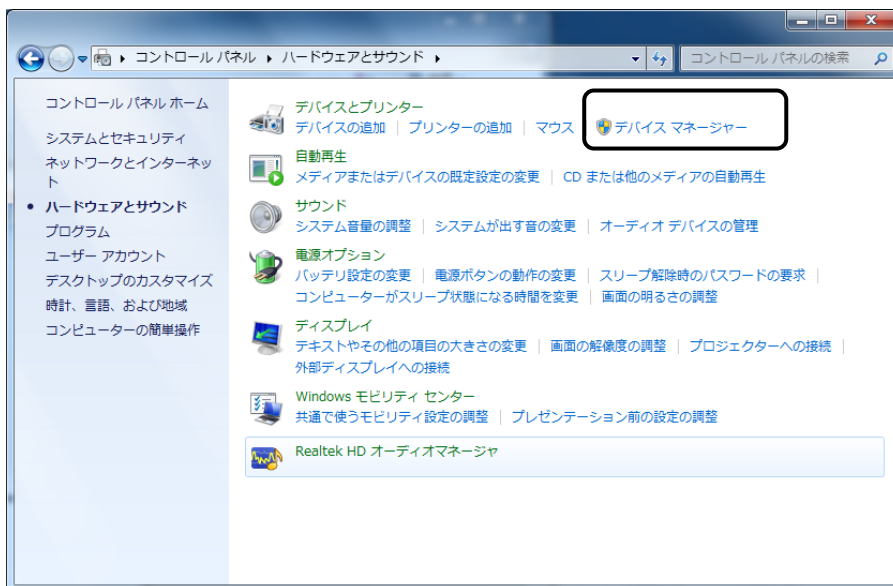 コントロール パネル ▸ ハードウェアとサウンド ▸
コントロール パネルの検索
コントロール パネル ホーム
システムとセキュリティ
ネットワークとインターネッ
ト
ハードウェアとサウンド
プログラム
ユーザー アカウント
デスクトップのカスタマイズ
時計、言語、および地域
コンピューターの簡単操作
デバイスとプリンター
デバイスの追加 | プリンターの追加 | マウス | デバイス マネージャー
自動再生
メディアまたはデバイスの既定設定の変更 | CD または他のメディアの自動再生
サウンド
システム音量の調整 | システムが出す音の変更 | オーディオ デバイスの管理
電源オプション
バッテリ設定の変更 | 電源ボタンの動作の変更 | スリープ解除時のパスワードの要求 |
コンピューターがスリープ状態になる時間を変更 | 画面の明るさの調整
ディスプレイ
テキストやその他の項目の大きさの変更 | 画面の解像度の調整 | プロジェクターへの接続 |
外部ディスプレイへの接続
Windows モビリティ センター
共通で使うモビリティ設定の調整 | プレゼンテーション前の設定の調整
Realtek HD オーディオマネージャ